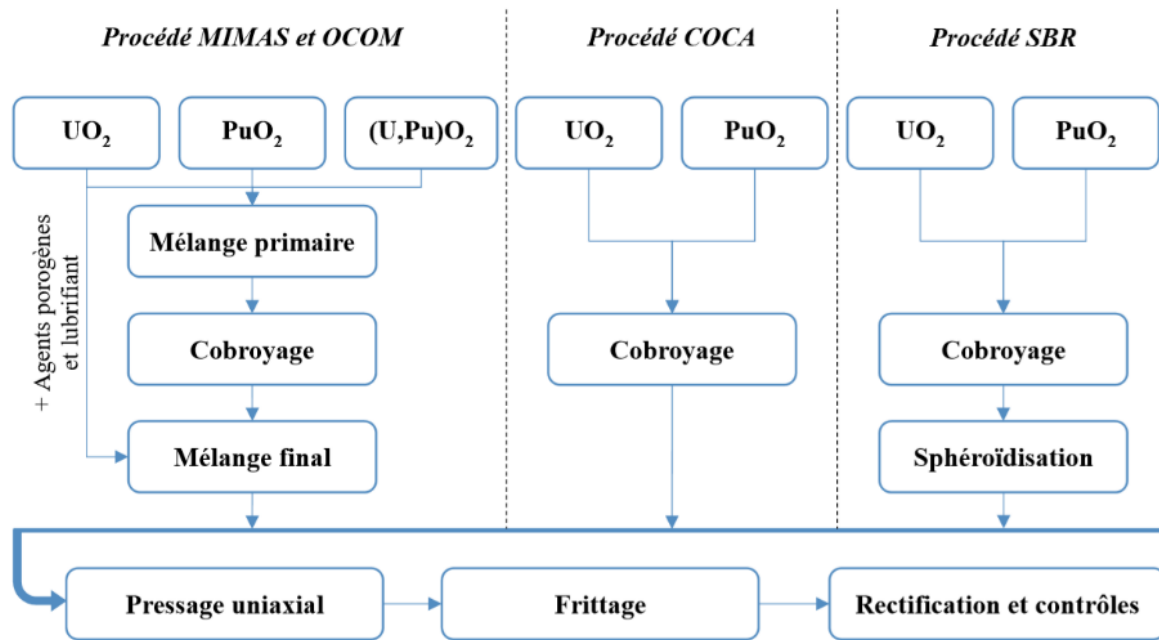 Procédé MIMAS et OCOM
Procédé COCA
Procédé SBR
UO₂
PuO₂
(U,Pu)O₂
UO₂
PuO₂
UO₂
PuO₂
+ Agents porogènes
et lubrifiant
Mélange primaire
Cobroyage
Cobroyage
Cobroyage
Mélange final
Sphéroïdisation
Pressage uniaxial
Frittage
Rectification et contrôles